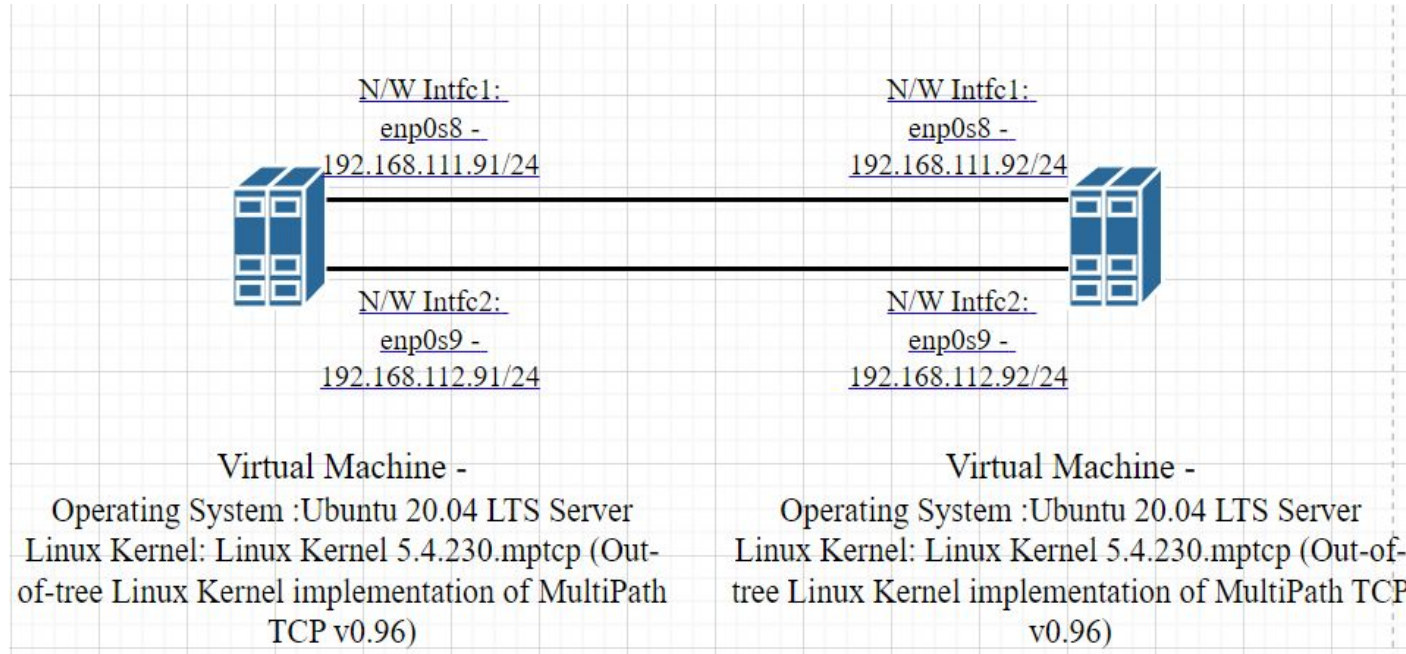 N/W Intfc1:
enp0s8 -
192.168.111.91/24
N/W Intfc1:
enp0s8 -
192.168.111.92/24
N/W Intfc2:
enp0s9 -
192.168.112.91/24
N/W Intfc2:
enp0s9 -
192.168.112.92/24
Virtual Machine -
Operating System :Ubuntu 20.04 LTS Server
Linux Kernel: Linux Kernel 5.4.230.mptcp (Out-
of-tree Linux Kernel implementation of MultiPath
TCP v0.96)
Virtual Machine -
Operating System :Ubuntu 20.04 LTS Server
Linux Kernel: Linux Kernel 5.4.230.mptcp (Out-of-
tree Linux Kernel implementation of MultiPath TCP
v0.96)